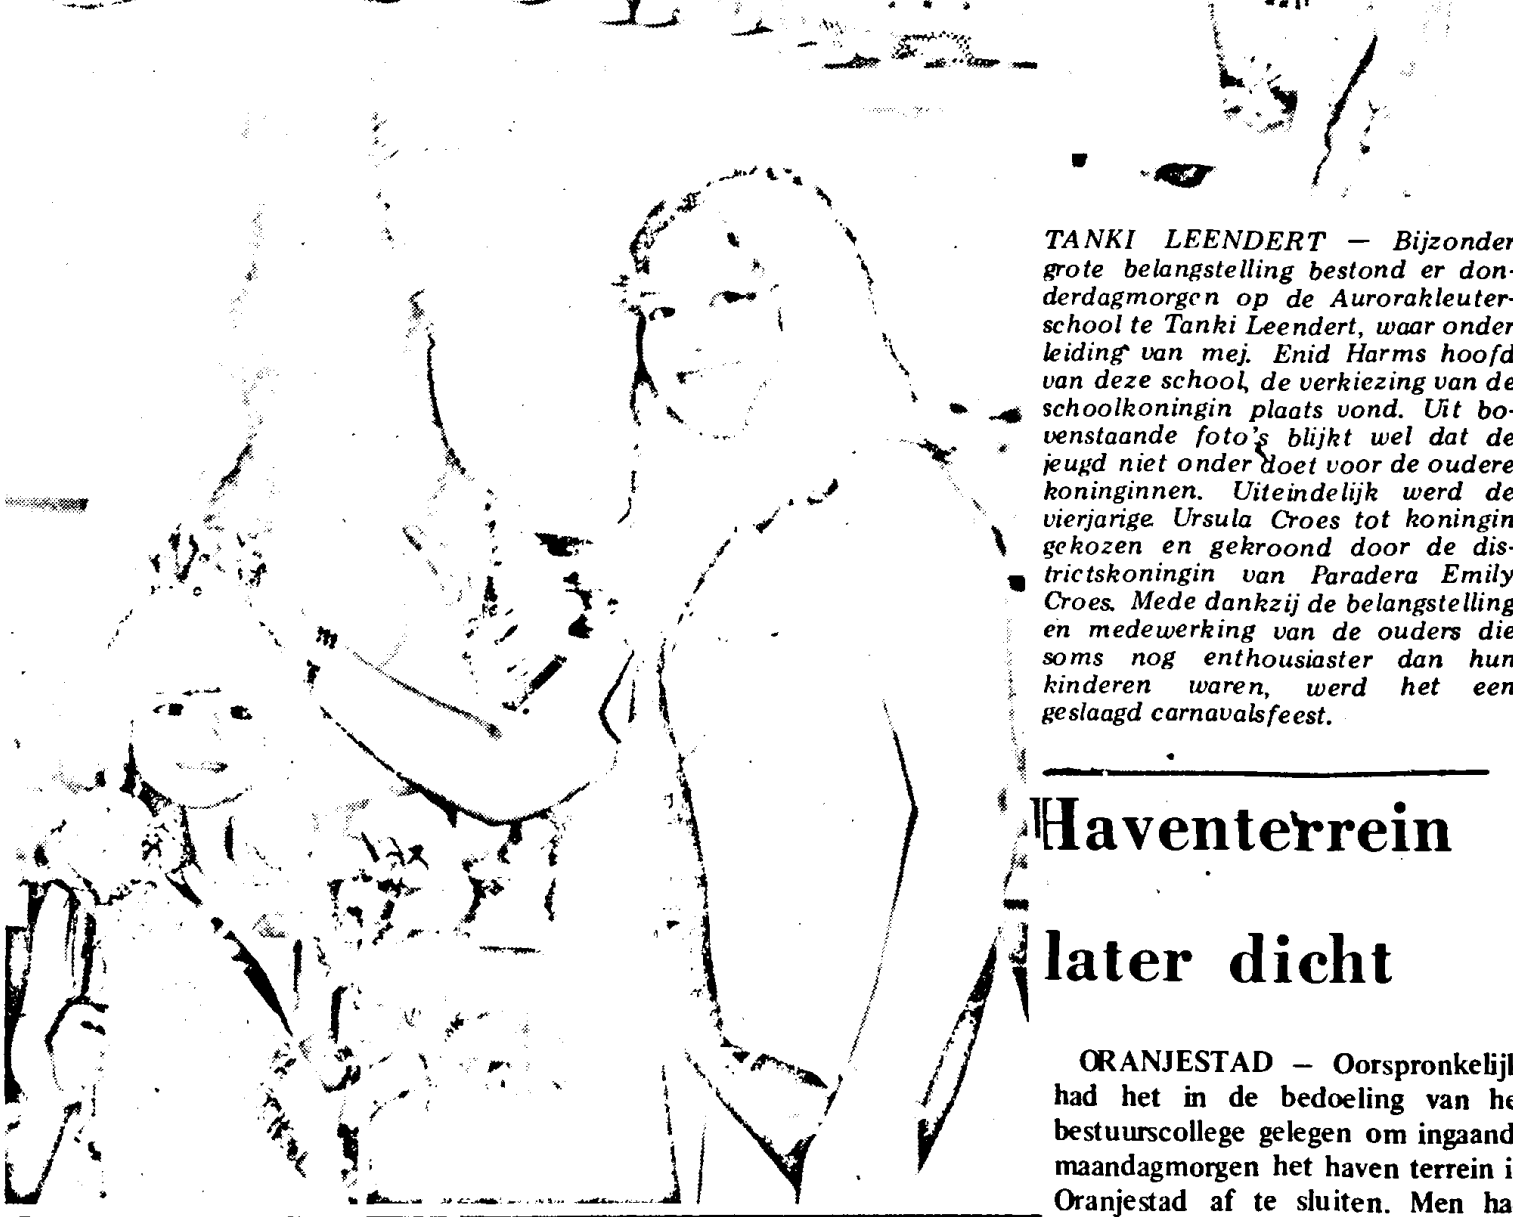 TANKI LEENDERT — Bijzonder
grote belangstelling bestond er don-
derdagmorgen op de Aurorakleuter-
school te Tanki Leendert, waar onder
leiding van mej. Enid Harms hoofd
van deze school, de verkiezing van de
schoolkoningin plaats vond. Uit bo-
venstaande foto's blijkt wel dat de
jeugd niet onder doet voor de oudere
koninginnen. Uiteindelijk werd de
vierjarige Ursula Croes tot koningin
gekozen en gekroond door de dis-
trictskoningin van Paradera Emily
Croes. Mede dankzij de belangstelling
en medewerking van de ouders die
soms nog enthousiaster dan hun
kinderen waren, werd het een
geslaagd carnavalsfeest.
Haventerrein
later dicht
ORANJESTAD — Oorspronkelijk
had het in de bedoeling van he
bestuurscollege gelegen om ingaand
maandagmorgen het haven terrein i
Oranjestad af te sluiten. Men ha